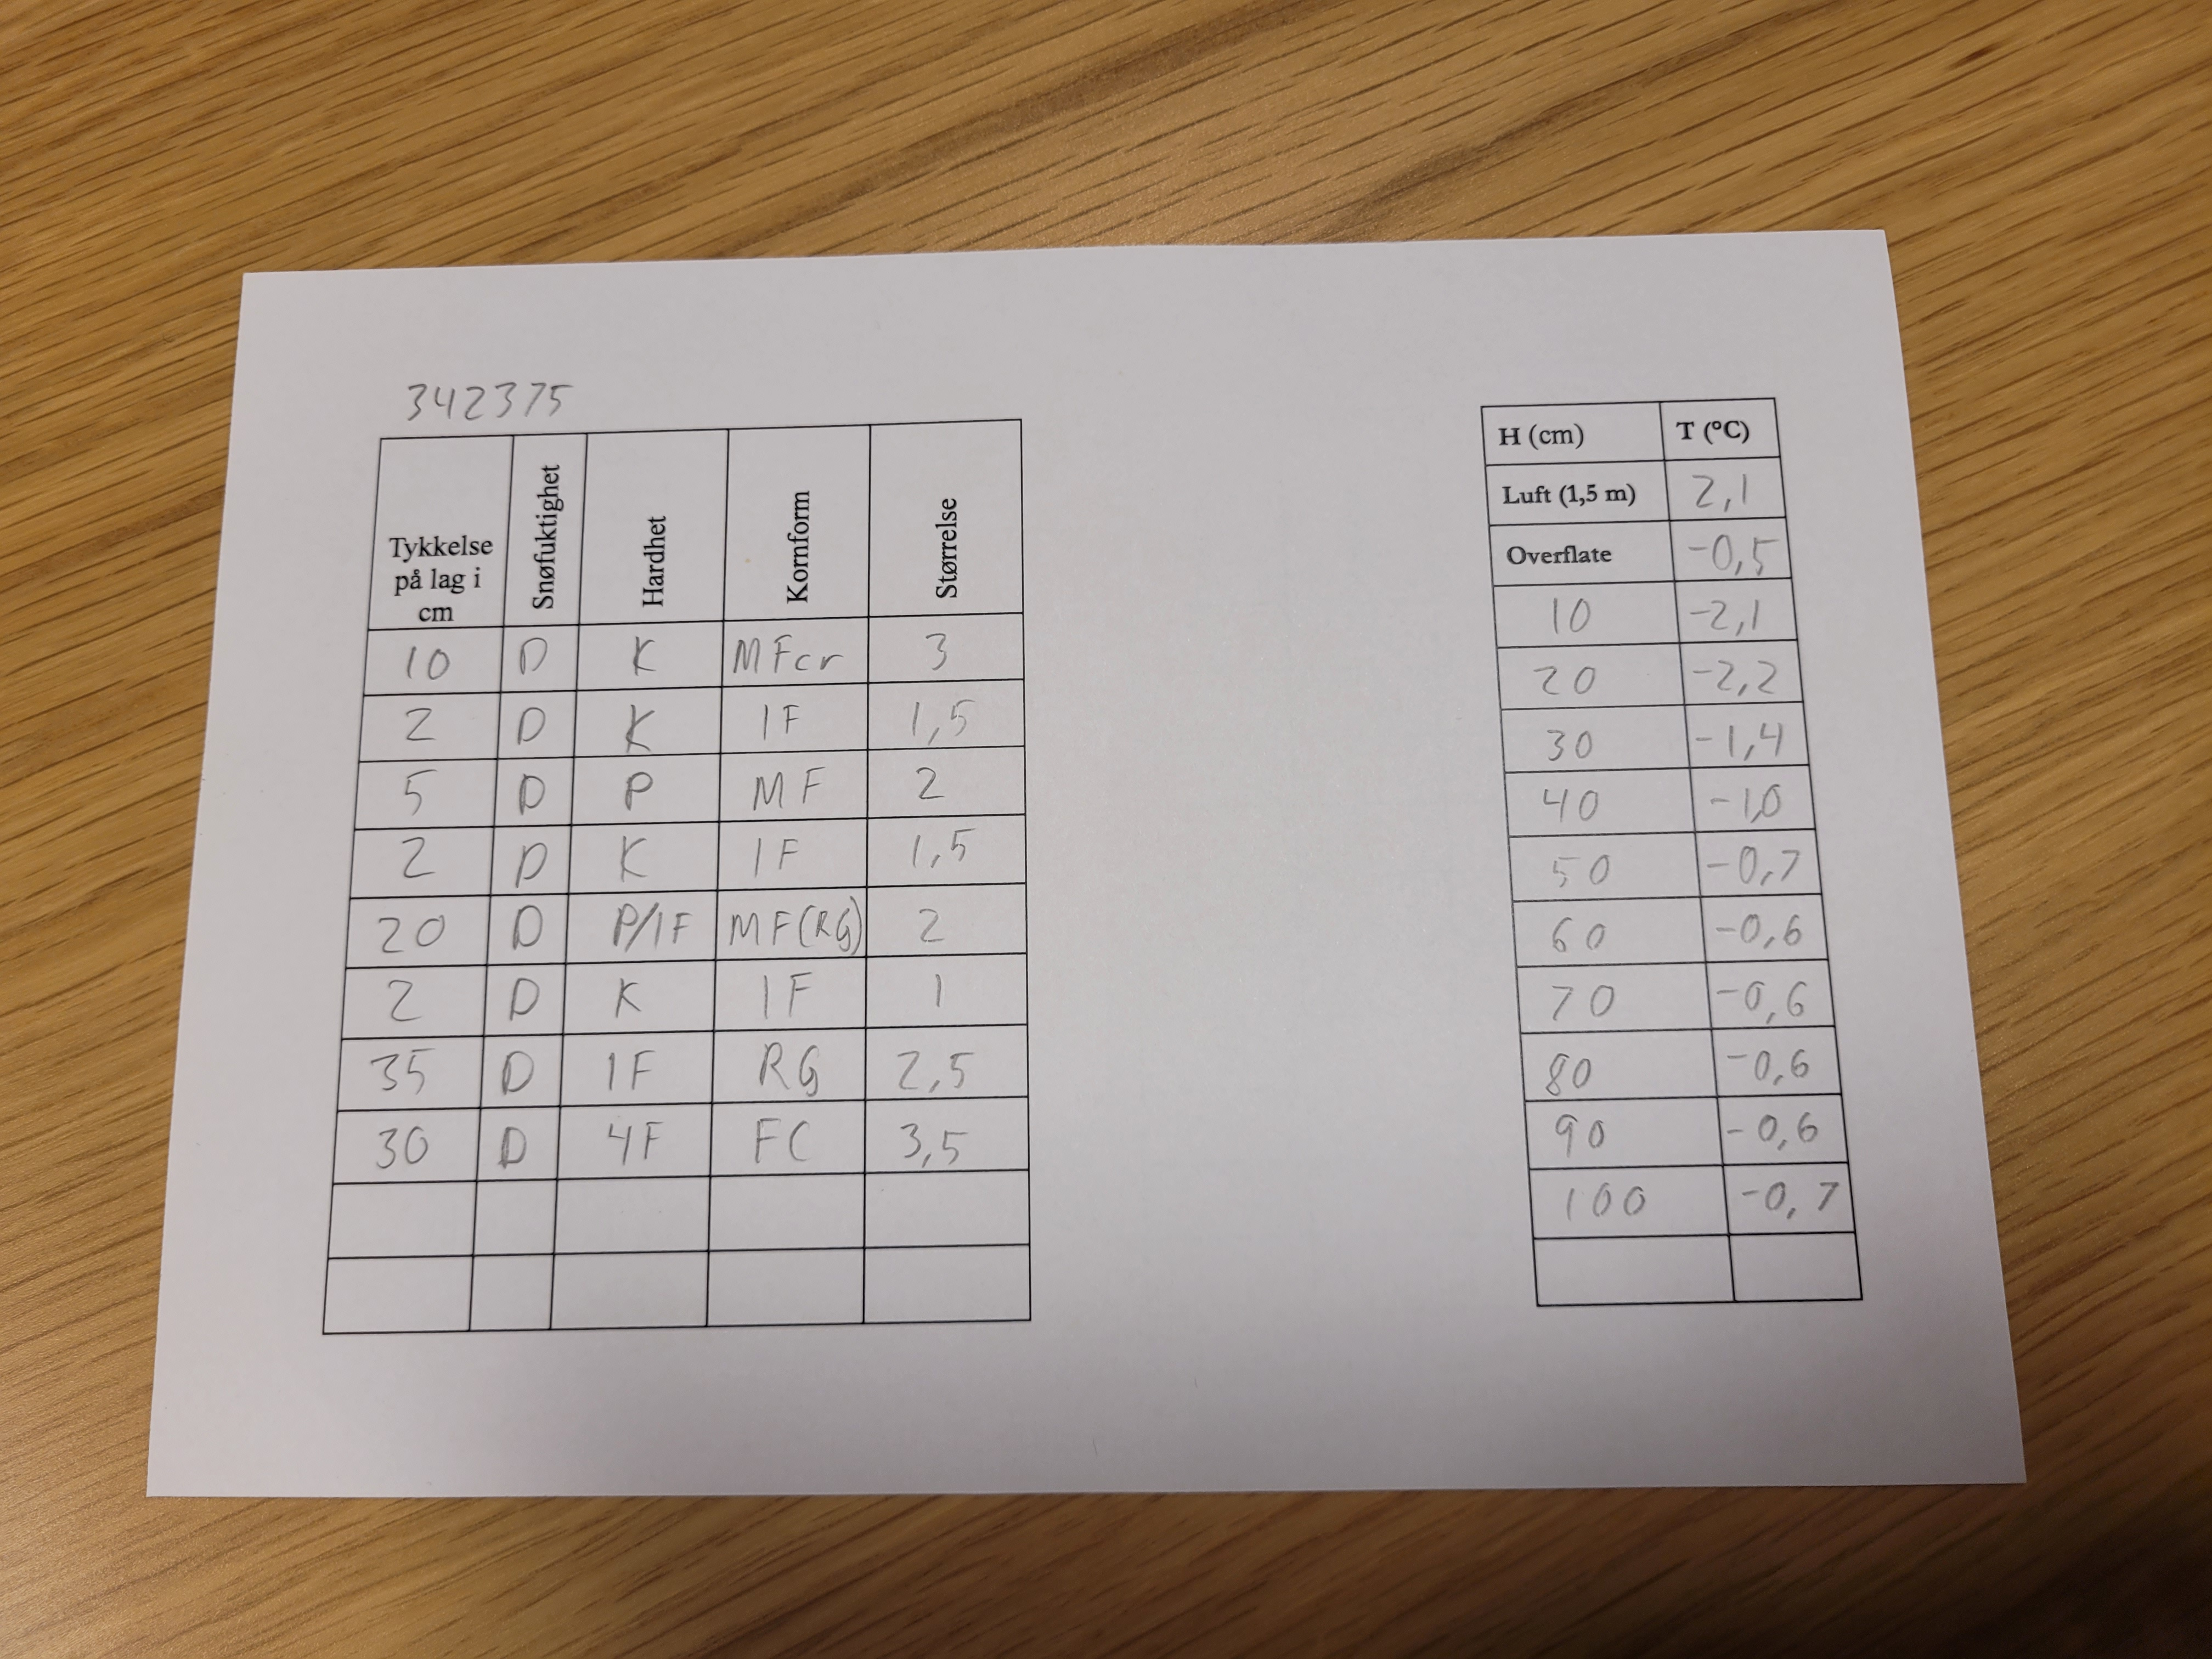 342375
Tykkelse på lag i cm Snøfuktighet Hardhet Kornform Størrelse
10 D K MFcr 3
2 D K IF 1,5
5 D P MF 2
2 D K IF 1,5
20 D P/1F MF(RG) 2
2 D K IF 1
35 D 1F RG 2,5
30 D 4F FC 3,5
H (cm) T (°C)
Luft (1,5 m) 2,1
Overflate -0,5
10 -2,1
20 -2,2
30 -1,4
40 -1,0
50 -0,7
60 -0,6
70 -0,6
80 -0,6
90 -0,6
100 -0,7